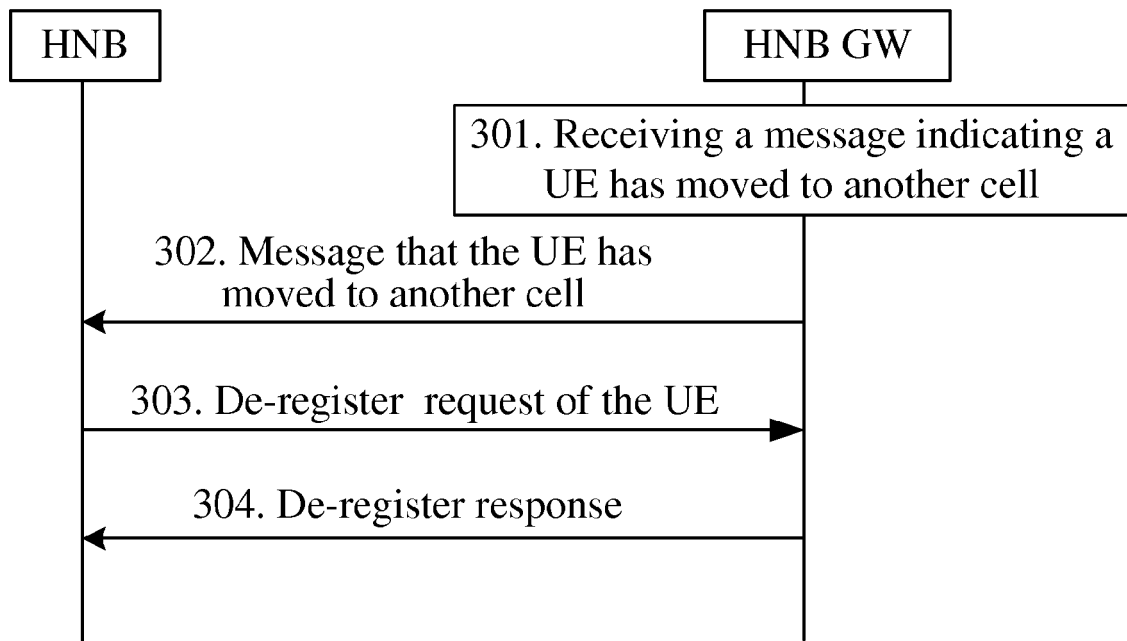 HNB
HNB GW
301. Receiving a message indicating a
UE has moved to another cell
302. Message that the UE has
moved to another cell
303. De-register request of the UE
304. De-register response